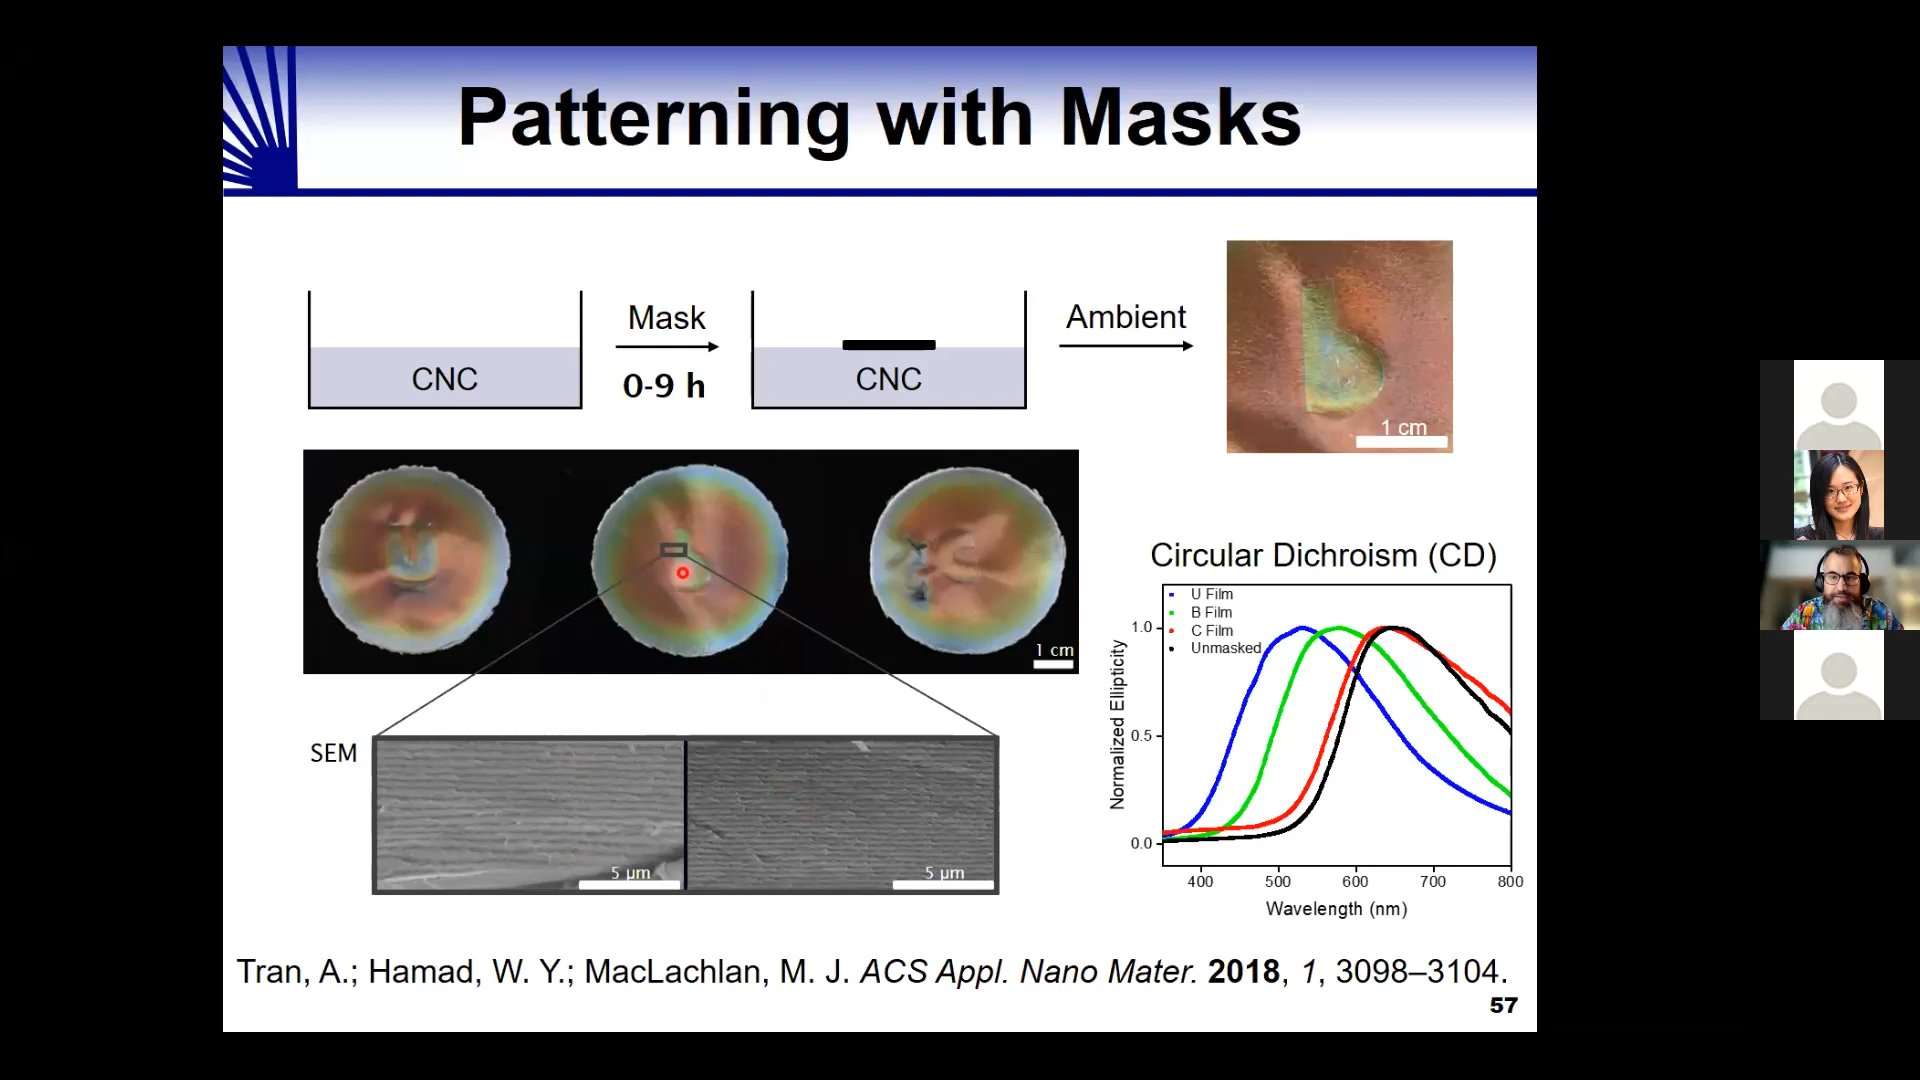 Patterning with Masks
CNC
Mask
0-9 h
CNC
Ambient
1 cm
1 cm
SEM
5 µm
5 µm
Circular Dichroism (CD)
U Film
B Film
C Film
Unmasked
Normalized Ellipticity
1.0
0.5
0.0
400 500 600 700 800
Wavelength (nm)
Tran, A.; Hamad, W. Y.; MacLachlan, M. J. ACS Appl. Nano Mater. 2018, 1, 3098–3104.
57